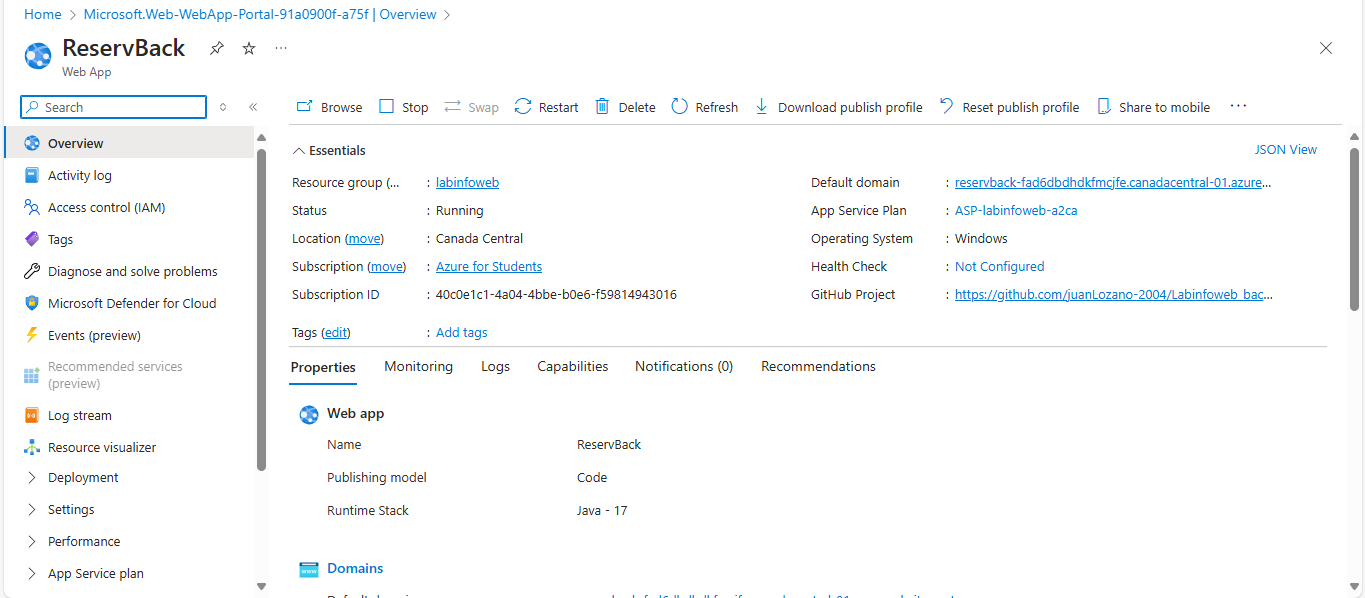 Home > Microsoft.Web-WebApp-Portal-91a0900f-a75f | Overview >
ReservBack
Web App
Search
Browse Stop Swap Restart Delete Refresh Download publish profile Reset publish profile Share to mobile ...
Overview
Activity log
Access control (IAM)
Tags
Diagnose and solve problems
Microsoft Defender for Cloud
Events (preview)
Recommended services
(preview)
Log stream
Resource visualizer
Deployment
Settings
Performance
App Service plan
Essentials
JSON View
Resource group (... : labinfoweb
Status : Running
Location (move) : Canada Central
Subscription (move) : Azure for Students
Subscription ID : 40c0e1c1-4a04-4bbe-b0e6-f59814943016
Tags (edit) : Add tags
Default domain : reservback-fad6dbdhdkfmcjfe.canadacentral-01.azure...
App Service Plan : ASP-labinfoweb-a2ca
Operating System : Windows
Health Check : Not Configured
GitHub Project : https://github.com/juanLozano-2004/Labinfoweb_bac...
Properties Monitoring Logs Capabilities Notifications (0) Recommendations
Web app
Name ReservBack
Publishing model Code
Runtime Stack Java - 17
Domains